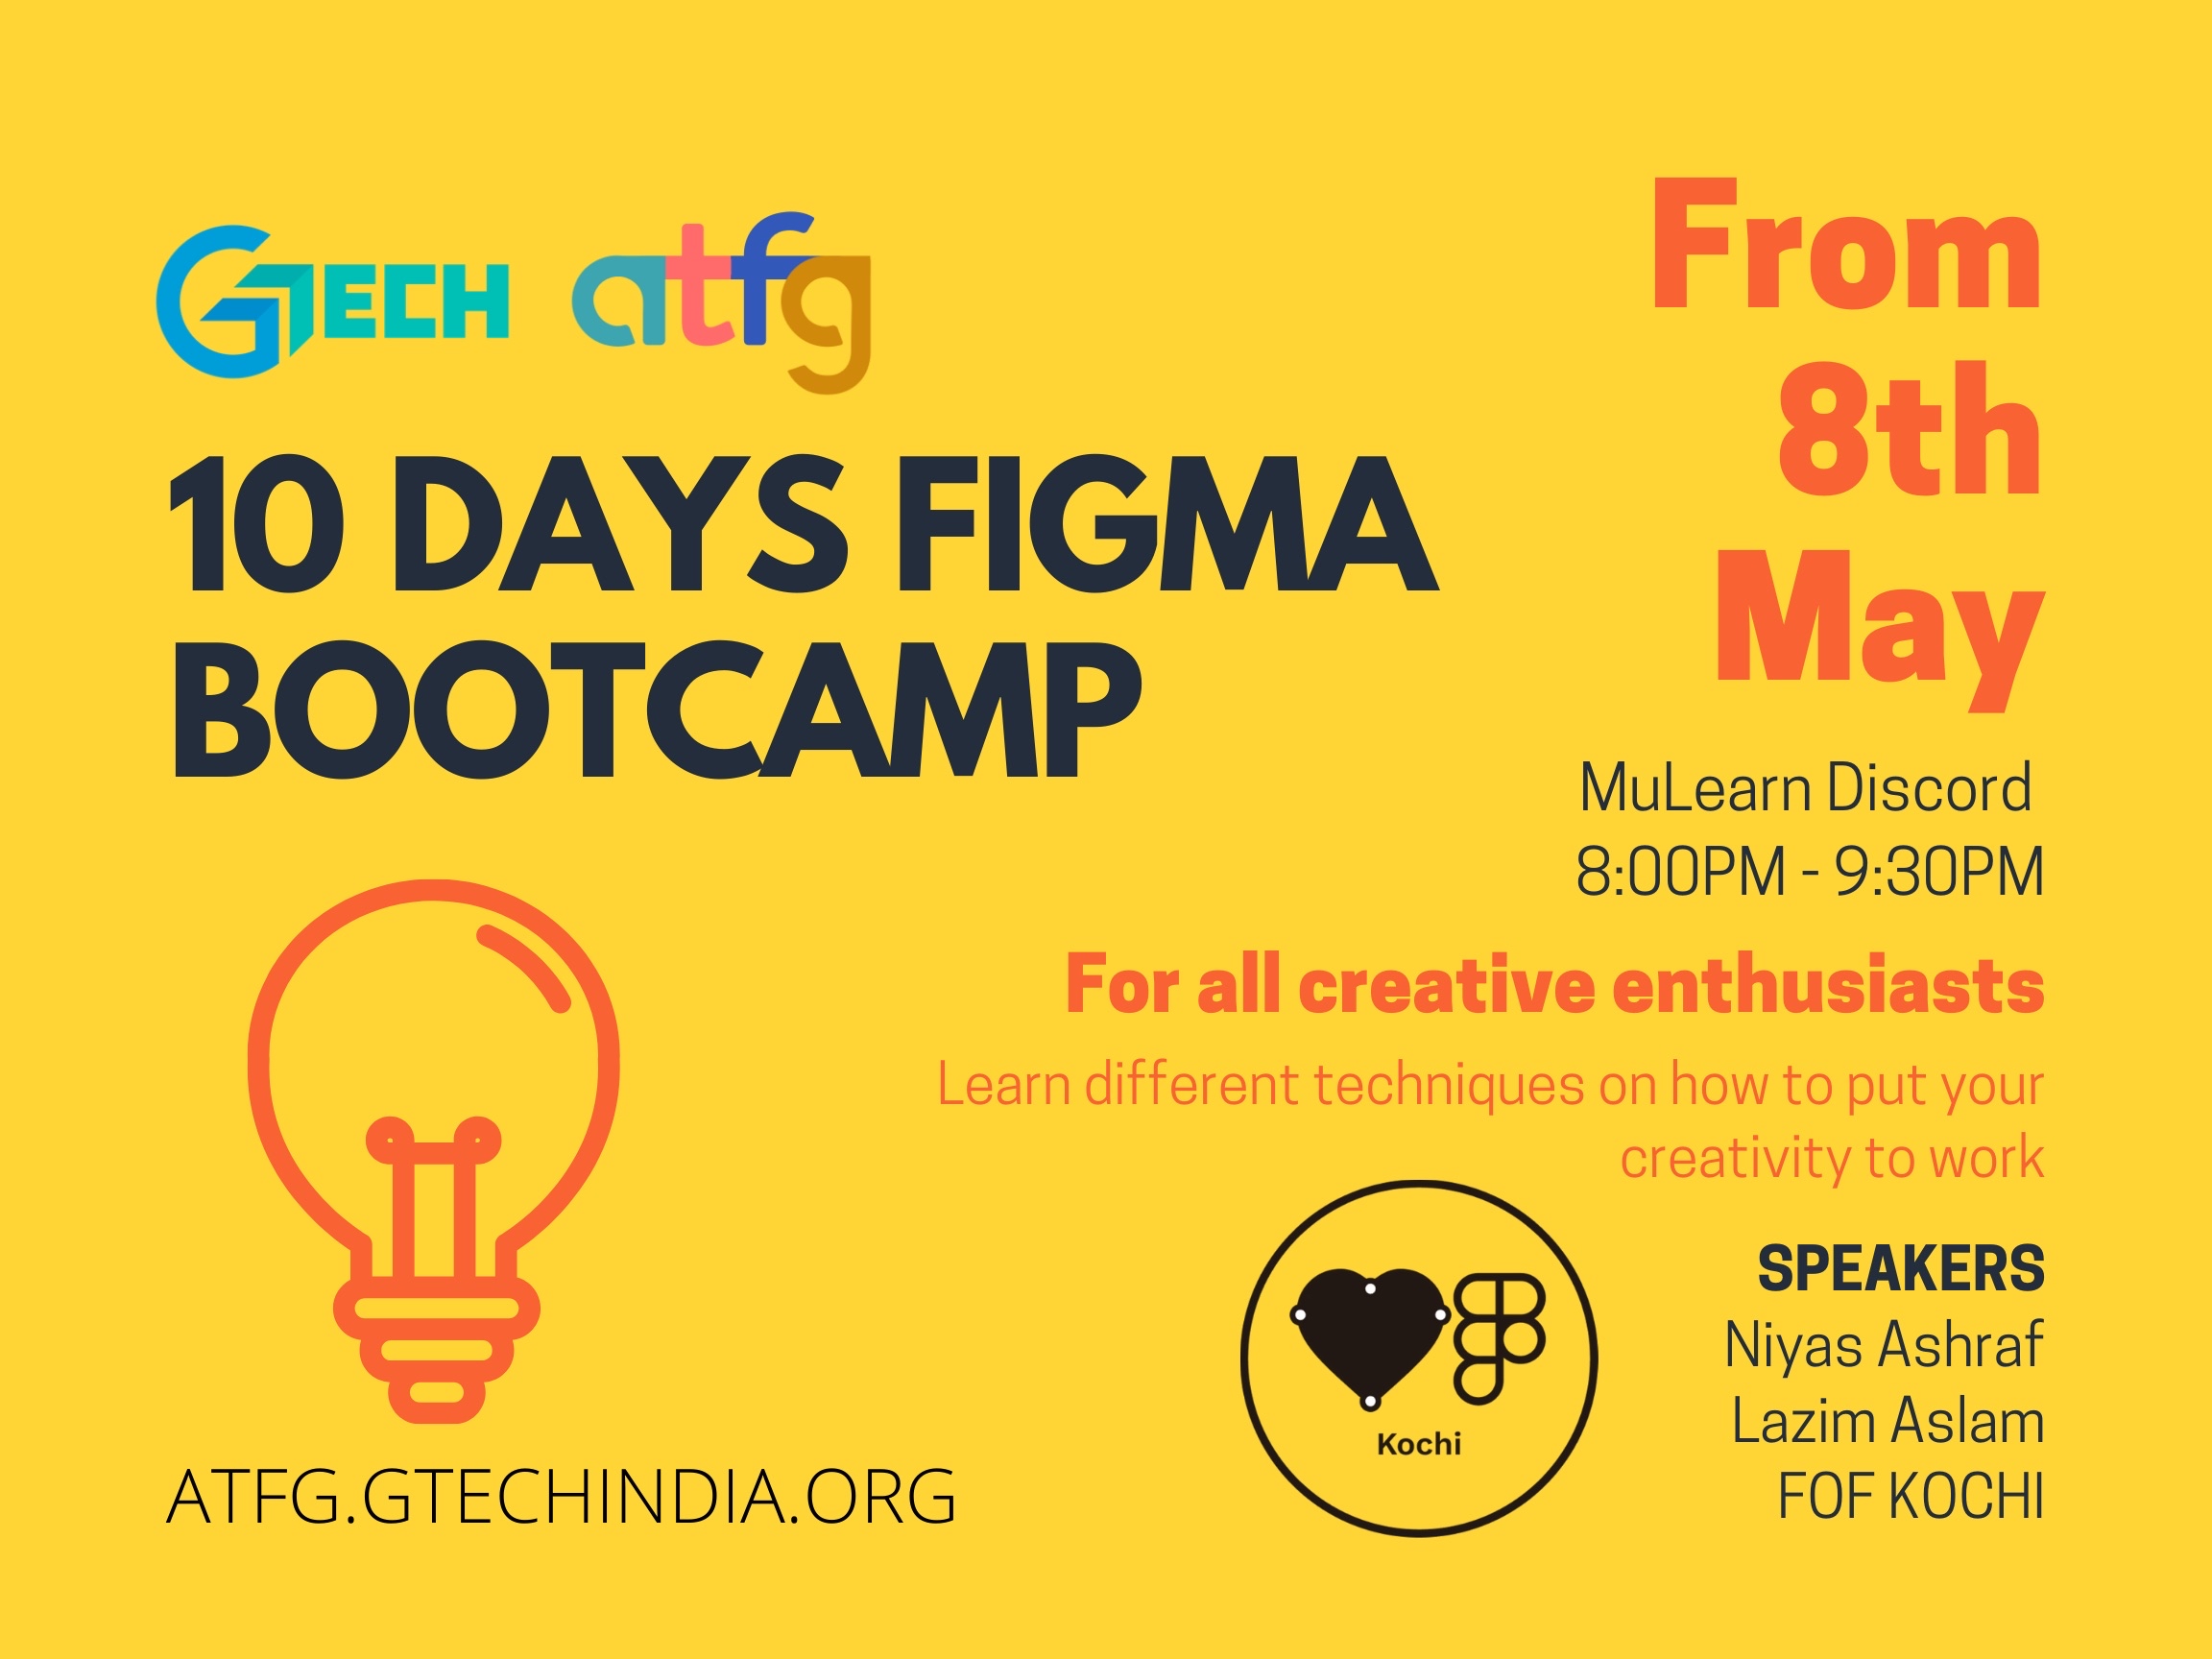 GTECH atfg
10 DAYS FIGMA
BOOTCAMP
From
8th
May
MuLearn Discord
8:00PM - 9:30PM
For all creative enthusiasts
Learn different techniques on how to put your
creativity to work
SPEAKERS
Niyas Ashraf
Lazim Aslam
FOF KOCHI
Kochi
ATFG.GTECHINDIA.ORG